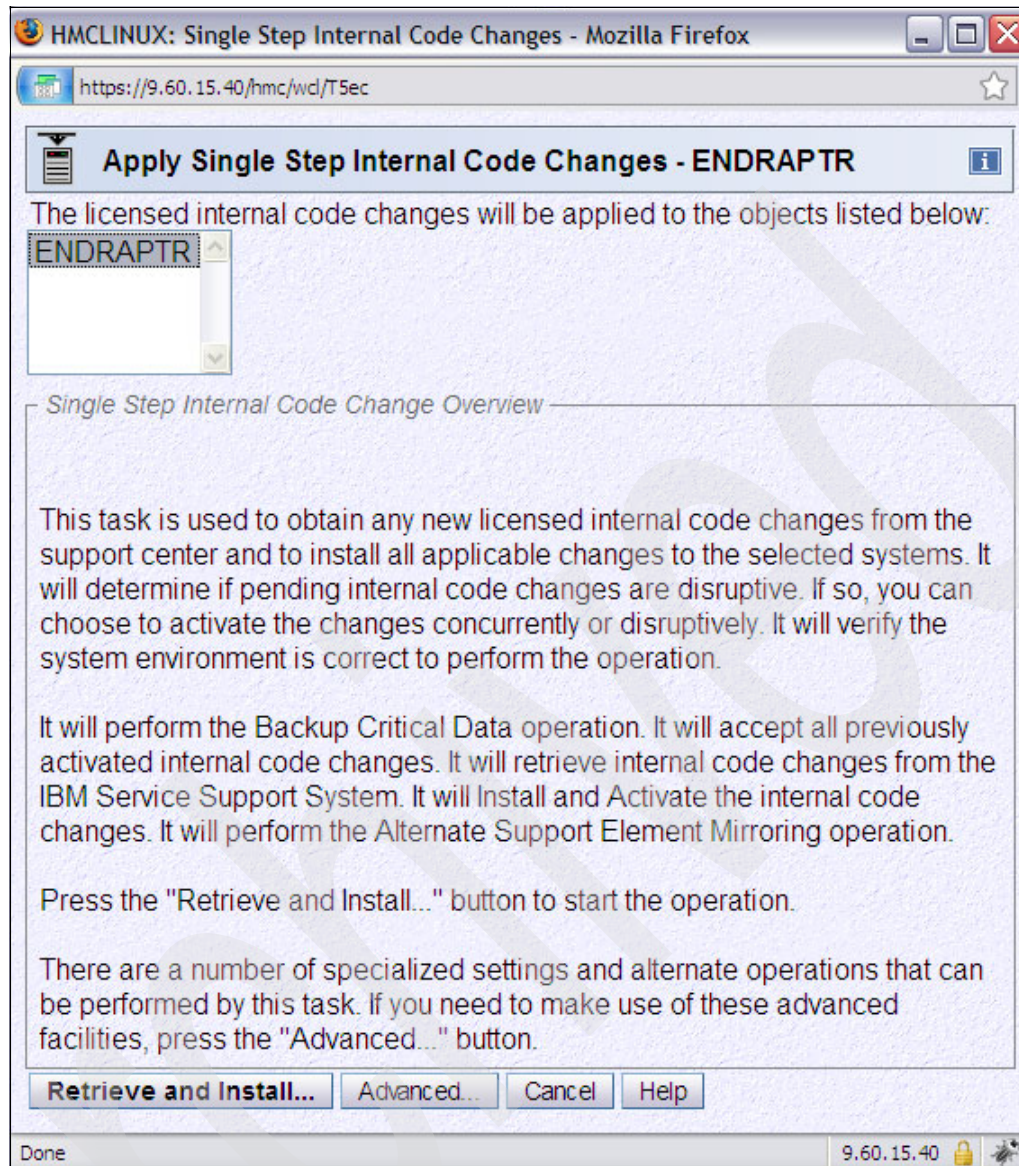 HMCLINUX: Single Step Internal Code Changes - Mozilla Firefox
https://9.60.15.40/hmc/wcl/T5ec
Apply Single Step Internal Code Changes - ENDRAPTR
The licensed internal code changes will be applied to the objects listed below:
ENDRAPTR
Single Step Internal Code Change Overview
This task is used to obtain any new licensed internal code changes from the
support center and to install all applicable changes to the selected systems. It
will determine if pending internal code changes are disruptive. If so, you can
choose to activate the changes concurrently or disruptively. It will verify the
system environment is correct to perform the operation.
It will perform the Backup Critical Data operation. It will accept all previously
activated internal code changes. It will retrieve internal code changes from the
IBM Service Support System. It will Install and Activate the internal code
changes. It will perform the Alternate Support Element Mirroring operation.
Press the "Retrieve and Install..." button to start the operation.
There are a number of specialized settings and alternate operations that can
be performed by this task. If you need to make use of these advanced
facilities, press the "Advanced..." button.
Retrieve and Install... Advanced... Cancel Help
Done 9.60.15.40